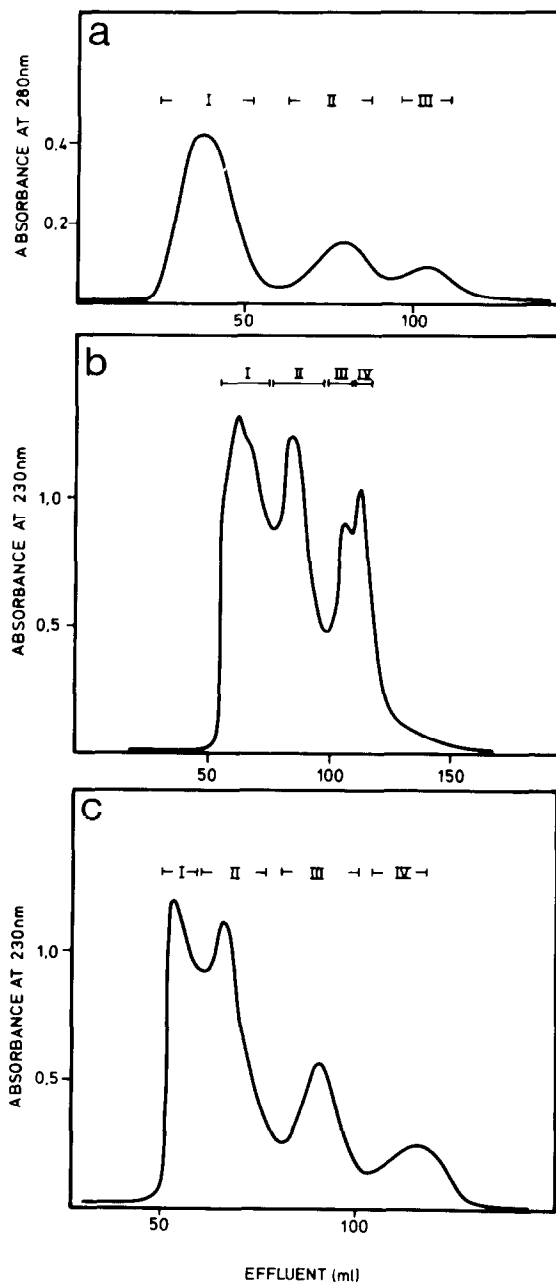 a
ABSORBANCE AT 280nm
I II III
0.4
0.2
50 100
b
ABSORBANCE AT 230nm
I II III IV
1,0
0,5
50 100 150
c
ABSORBANCE AT 230nm
I II III IV
1,0
0.5
50 100
EFFLUENT (ml)